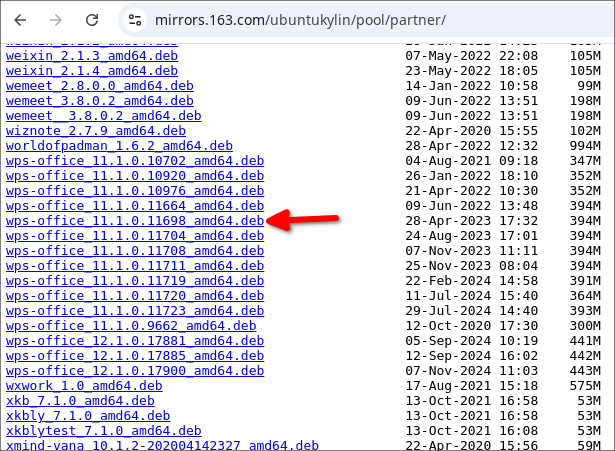 mirrors.163.com/ubuntukylin/pool/partner/
weixin_2.1.3_amd64.deb 07-May-2022 22:08 105M
weixin_2.1.4_amd64.deb 23-May-2022 18:05 105M
wemeet_2.8.0.0_amd64.deb 14-Jan-2022 10:58 99M
wemeet_3.8.0.2_amd64.deb 09-Jun-2022 13:51 198M
wemeet__3.8.0.2_amd64.deb 09-Jun-2022 13:51 198M
wiznote_2.7.9_amd64.deb 22-Apr-2020 15:55 102M
worldofpadman_1.6.2_amd64.deb 28-Apr-2022 12:32 994M
wps-office_11.1.0.10702_amd64.deb 04-Aug-2021 09:18 347M
wps-office_11.1.0.10920_amd64.deb 26-Jan-2022 18:10 352M
wps-office_11.1.0.10976_amd64.deb 21-Apr-2022 10:30 352M
wps-office_11.1.0.11664_amd64.deb 09-Jun-2022 13:48 394M
wps-office_11.1.0.11698_amd64.deb 28-Apr-2023 17:32 394M
wps-office_11.1.0.11704_amd64.deb 24-Aug-2023 17:01 394M
wps-office_11.1.0.11708_amd64.deb 07-Nov-2023 11:11 394M
wps-office_11.1.0.11711_amd64.deb 25-Nov-2023 08:04 394M
wps-office_11.1.0.11719_amd64.deb 22-Feb-2024 14:58 391M
wps-office_11.1.0.11720_amd64.deb 11-Jul-2024 15:40 364M
wps-office_11.1.0.11723_amd64.deb 29-Jul-2024 14:40 393M
wps-office_11.1.0.9662_amd64.deb 12-Oct-2020 17:30 300M
wps-office_12.1.0.17881_amd64.deb 05-Sep-2024 10:19 441M
wps-office_12.1.0.17885_amd64.deb 12-Sep-2024 16:02 442M
wps-office_12.1.0.17900_amd64.deb 07-Nov-2024 11:03 443M
wxwork_1.0_amd64.deb 17-Aug-2021 15:18 575M
xkb_7.1.0_amd64.deb 13-Oct-2021 16:58 53M
xkbly_7.1.0_amd64.deb 13-Oct-2021 16:58 53M
xkblytest_7.1.0_amd64.deb 13-Oct-2021 16:08 53M
xmind-vana_10.1.2-202004142327_amd64.deb 22-Apr-2020 15:56 59M